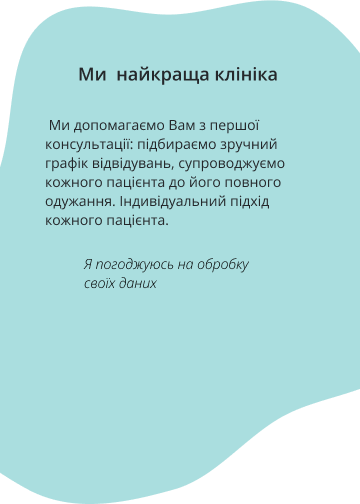 Ми найкраща клініка
Ми допомагаємо Вам з першої
консультації: підбираємо зручний
графік відвідувань, супроводжуємо
кожного пацієнта до його повного
одужання. Індивідуальний підхід
кожного пацієнта.
Я погоджуюсь на обробку
своїх даних